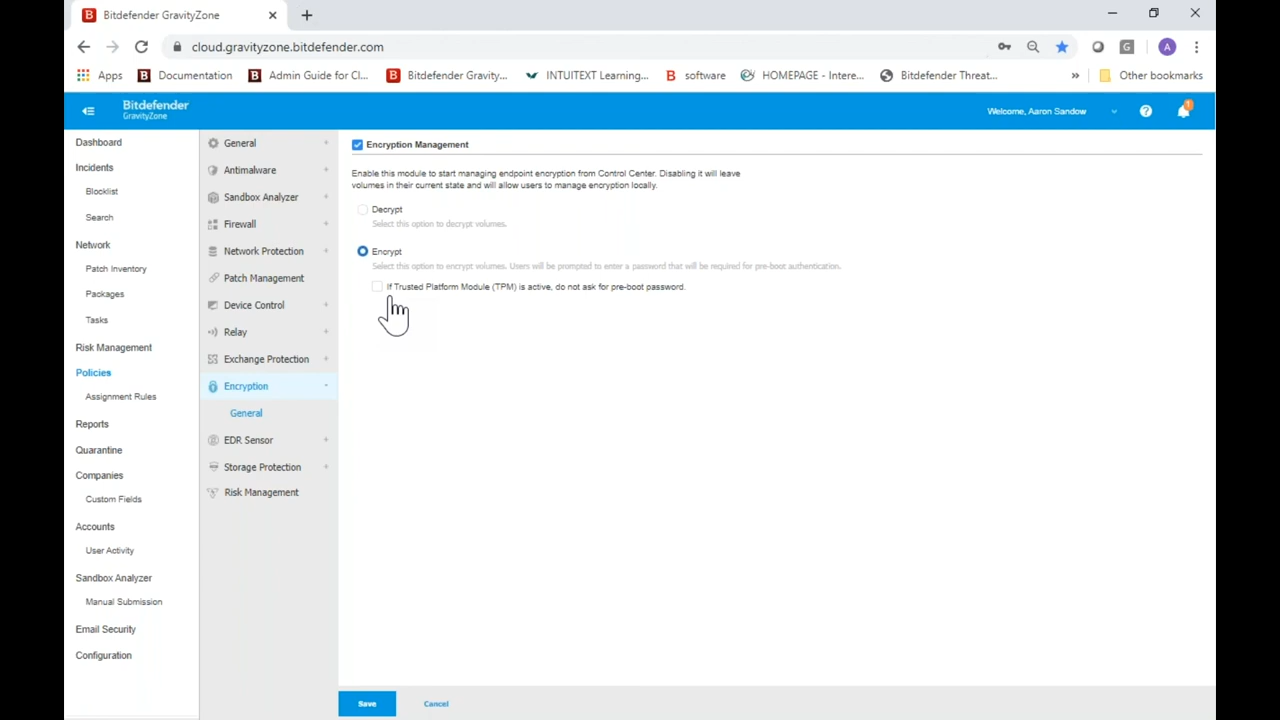 Bitdefender GravityZone
cloud.gravityzone.bitdefender.com
G
A
Apps
Documentation
Admin Guide for Cl...
Bitdefender Gravity...
INTUITEXT Learning...
software
HOMEPAGE - Intere...
Bitdefender Threat...
»
Other bookmarks
Bitdefender
GravityZone
Welcome, Aaron Sandow
1
Dashboard
Incidents
Blocklist
Search
Network
Patch Inventory
Packages
Tasks
Risk Management
Policies
Assignment Rules
Reports
Quarantine
Companies
Custom Fields
Accounts
User Activity
Sandbox Analyzer
Manual Submission
Email Security
Configuration
General +
Antimalware +
Sandbox Analyzer +
Firewall +
Network Protection +
Patch Management
Device Control +
Relay +
Exchange Protection +
Encryption -
General
EDR Sensor +
Storage Protection +
Risk Management
Encryption Management
Enable this module to start managing endpoint encryption from Control Center. Disabling it will leave
volumes in their current state and will allow users to manage encryption locally.
Decrypt
Select this option to decrypt volumes.
Encrypt
Select this option to encrypt volumes. Users will be prompted to enter a password that will be required for pre-boot authentication.
If Trusted Platform Module (TPM) is active, do not ask for pre-boot password.
Save
Cancel